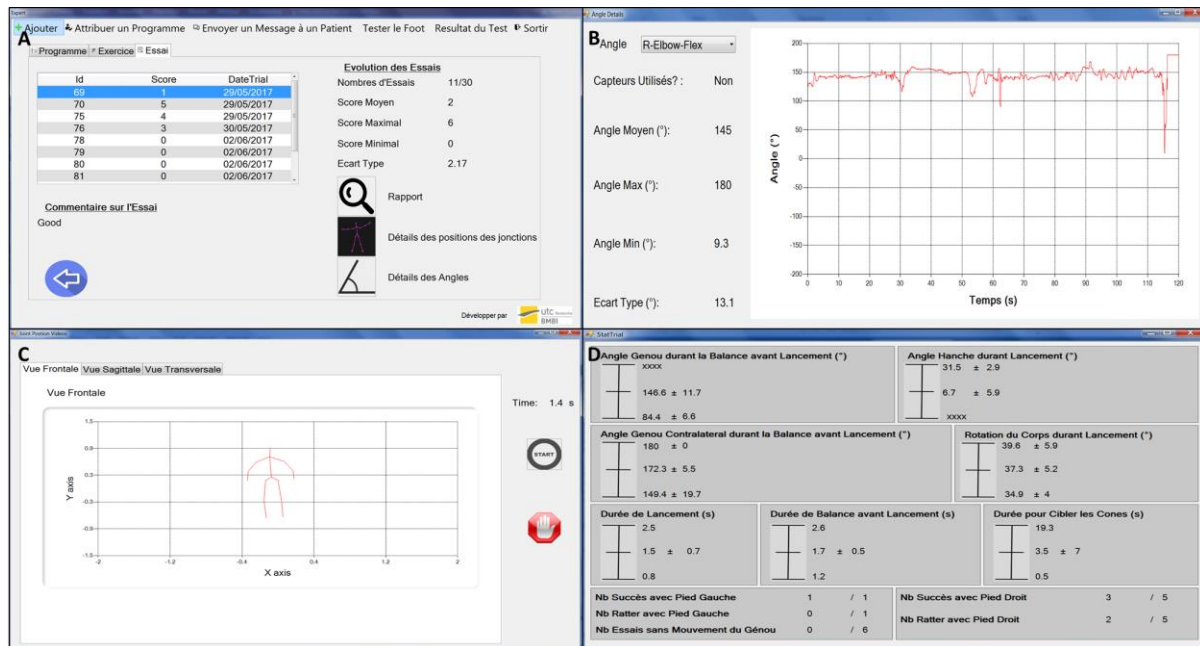 Expert
A
Ajouter Attribuer un Programme Envoyer un Message à un Patient Tester le Foot Resultat du Test Sortir
Programme Exercice Essai
Id Score DateTrial
69 1 29/05/2017
70 5 29/05/2017
75 4 29/05/2017
76 3 30/05/2017
78 0 02/06/2017
79 0 02/06/2017
80 0 02/06/2017
81 0 02/06/2017
Commentaire sur l'Essai
Good
Evolution des Essais
Nombres d'Essais 11/30
Score Moyen 2
Score Maximal 6
Score Minimal 0
Ecart Type 2.17
Rapport
Détails des positions des jonctions
Détails des Angles
Développer par
utc
BMBI
Angle Details
B
Angle R-Elbow-Flex
Capteurs Utilisés? : Non
Angle Moyen (°): 145
Angle Max (°): 180
Angle Min (°): 9.3
Ecart Type (°): 13.1
Angle (°)
200
150
100
50
0
-50
-100
-150
-200
0 10 20 30 40 50 60 70 80 90 100 110 120
Temps (s)
Joint Position Videos
C
Vue Frontale Vue Sagittale Vue Transversale
Vue Frontale
Time: 1.4 s
START
Y axis
1.5
0.9
0.3
-0.3
-0.9
-1.5
-2 -1.2 -0.4 0.4 1.2 2
X axis
StatTrial
D
Angle Genou durant la Balance avant Lancement (°)
xxxx
146.6 ± 11.7
84.4 ± 6.6
Angle Hanche durant Lancement (°)
31.5 ± 2.9
6.7 ± 5.9
xxxx
Angle Genou Contralateral durant la Balance avant Lancement (°)
180 ± 0
172.3 ± 5.5
149.4 ± 19.7
Rotation du Corps durant Lancement (°)
39.6 ± 5.9
37.3 ± 5.2
34.9 ± 4
Durée de Lancement (s)
2.5
1.5 ± 0.7
0.8
Durée de Balance avant Lancement (s)
2.6
1.7 ± 0.5
1.2
Durée pour Cibler les Cones (s)
19.3
3.5 ± 7
0.5
Nb Succès avec Pied Gauche 1 / 1
Nb Ratter avec Pied Gauche 0 / 1
Nb Essais sans Mouvement du Génou 0 / 6
Nb Succès avec Pied Droit 3 / 5
Nb Ratter avec Pied Droit 2 / 5